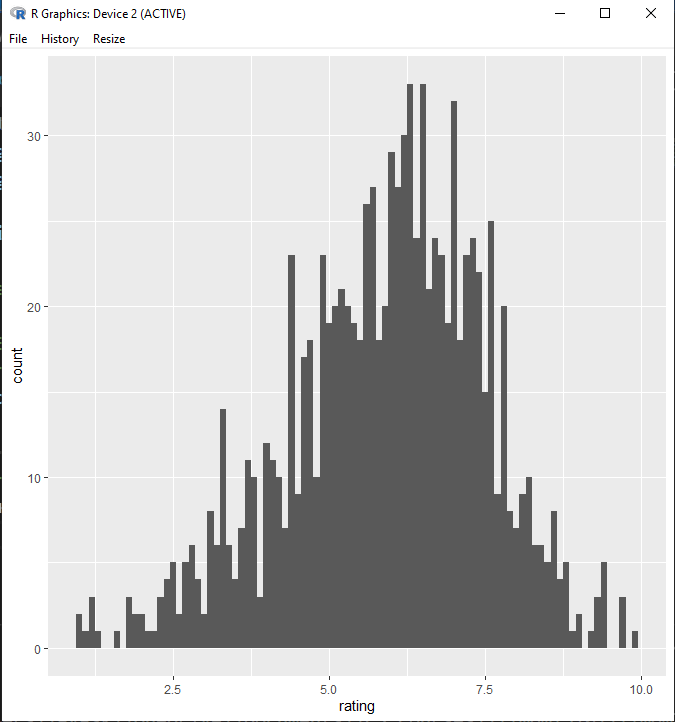 R Graphics: Device 2 (ACTIVE)
File History Resize
30
20
10
0
count
2.5 5.0 7.5 10.0
rating